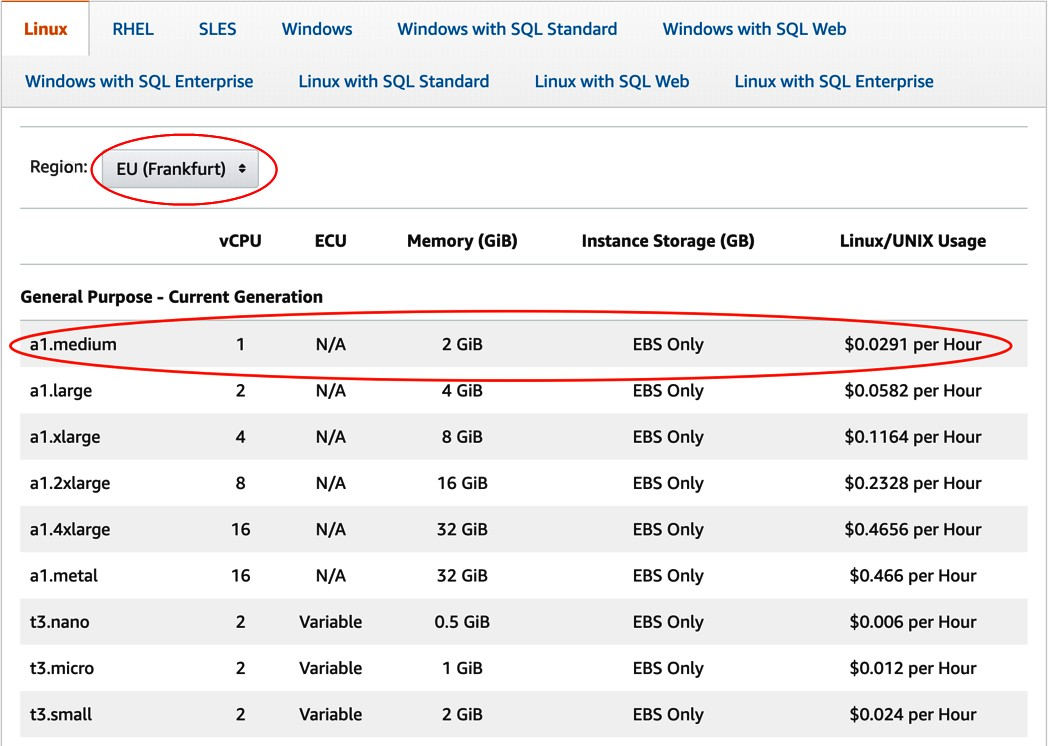 Linux RHEL SLES Windows Windows with SQL Standard Windows with SQL Web
Windows with SQL Enterprise Linux with SQL Standard Linux with SQL Web Linux with SQL Enterprise
Region: EU (Frankfurt)
vCPU ECU Memory (GiB) Instance Storage (GB) Linux/UNIX Usage
General Purpose - Current Generation
a1.medium 1 N/A 2 GiB EBS Only $0.0291 per Hour
a1.large 2 N/A 4 GiB EBS Only $0.0582 per Hour
a1.xlarge 4 N/A 8 GiB EBS Only $0.1164 per Hour
a1.2xlarge 8 N/A 16 GiB EBS Only $0.2328 per Hour
a1.4xlarge 16 N/A 32 GiB EBS Only $0.4656 per Hour
a1.metal 16 N/A 32 GiB EBS Only $0.466 per Hour
t3.nano 2 Variable 0.5 GiB EBS Only $0.006 per Hour
t3.micro 2 Variable 1 GiB EBS Only $0.012 per Hour
t3.small 2 Variable 2 GiB EBS Only $0.024 per Hour